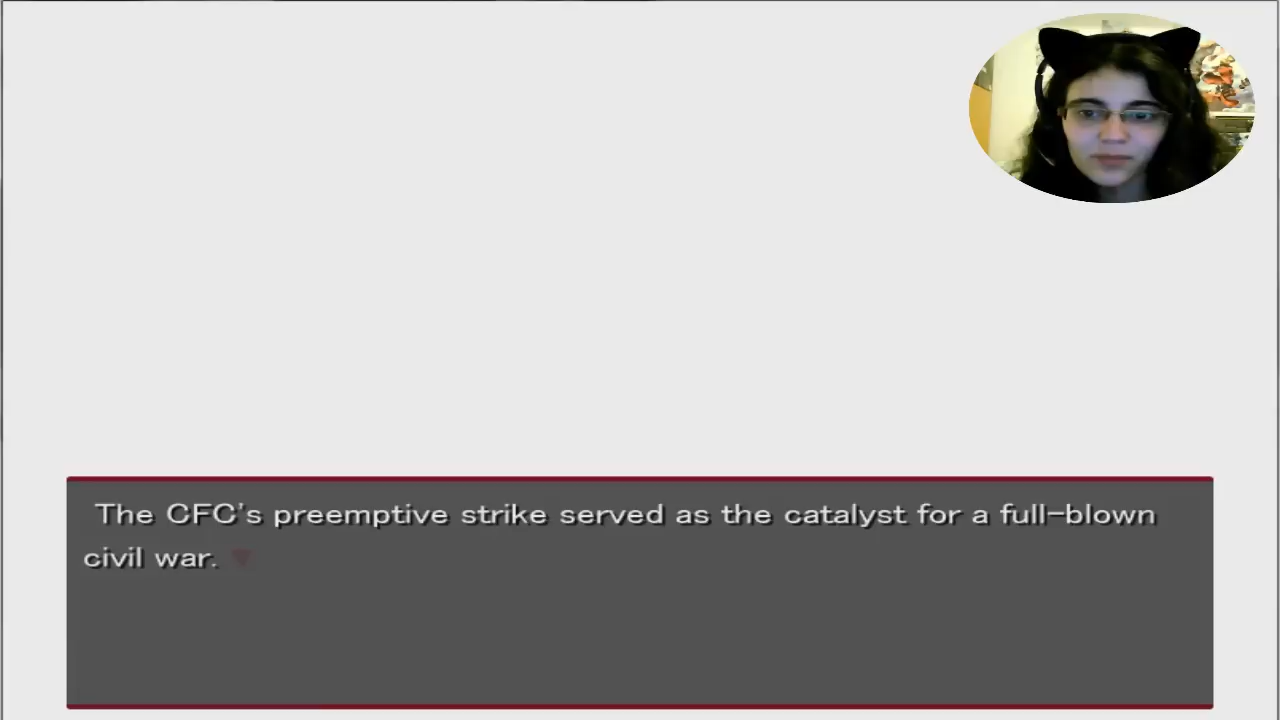 The CFC's preemptive strike served as the catalyst for a full-blown
civil war.